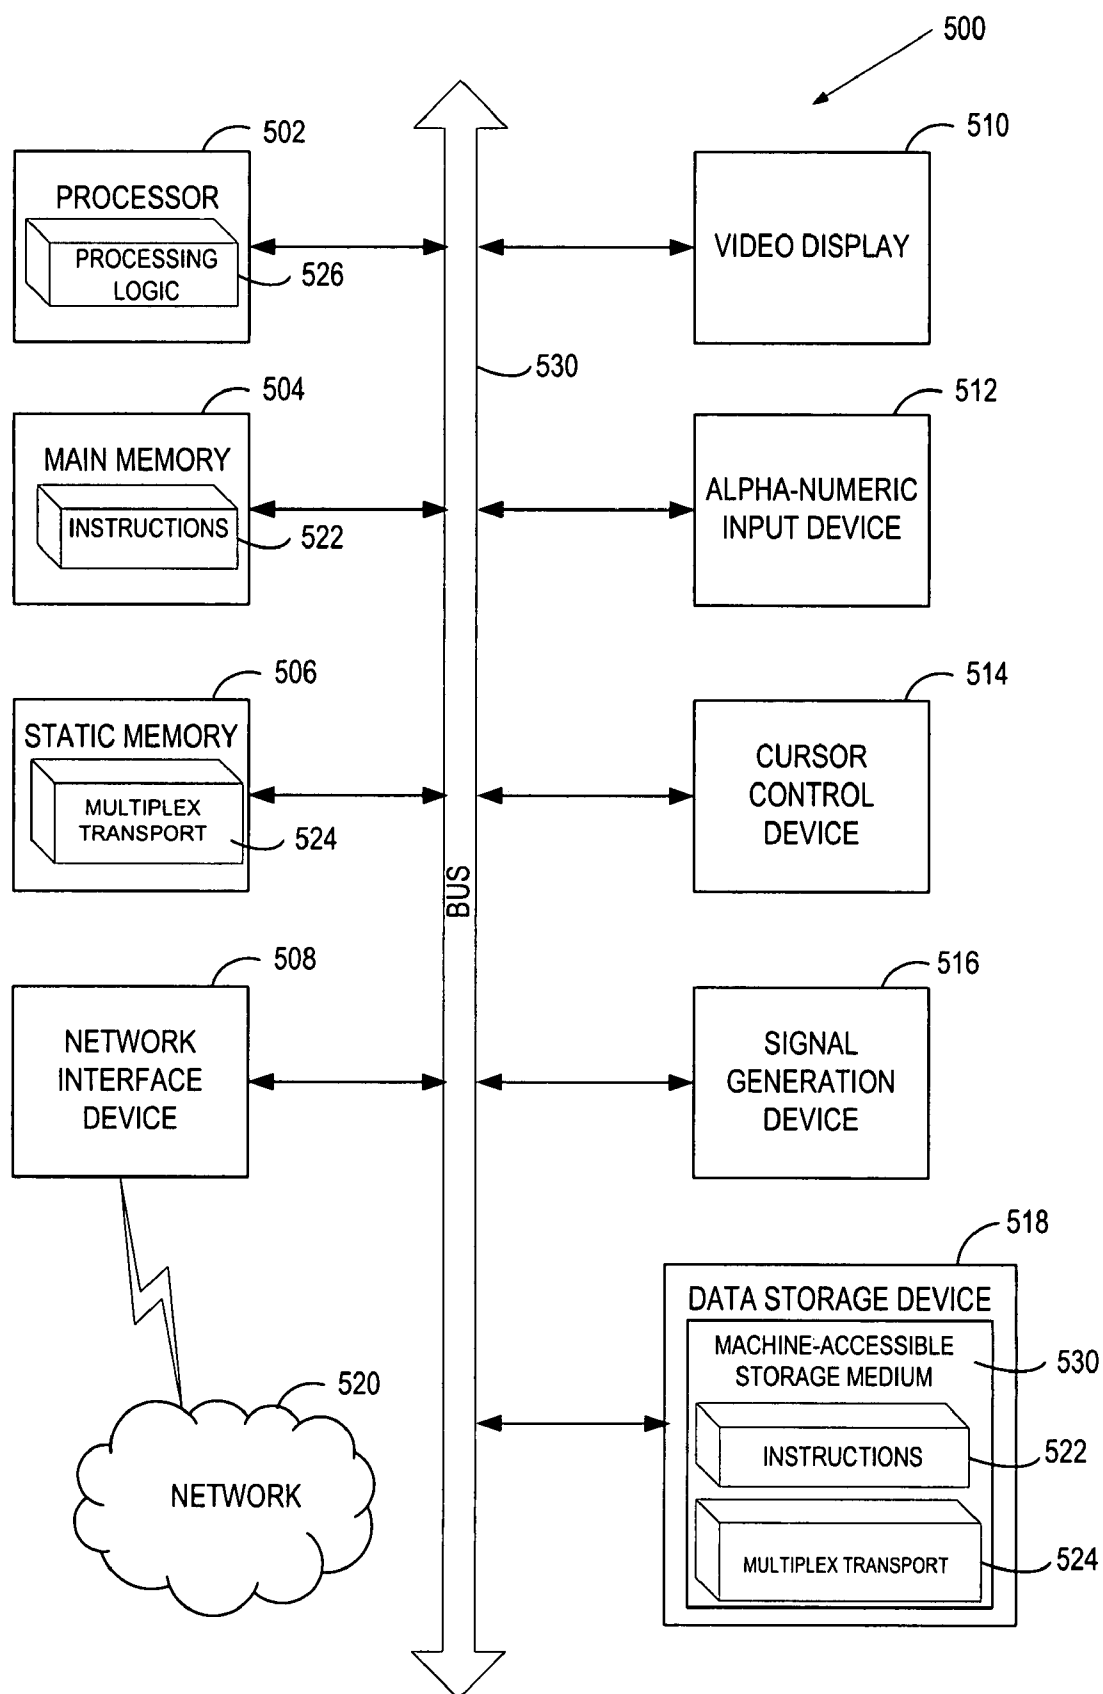 500
502
PROCESSOR
PROCESSING
LOGIC
526
510
VIDEO DISPLAY
530
504
MAIN MEMORY
INSTRUCTIONS
522
512
ALPHA-NUMERIC
INPUT DEVICE
506
STATIC MEMORY
MULTIPLEX
TRANSPORT
524
514
CURSOR
CONTROL
DEVICE
BUS
508
NETWORK
INTERFACE
DEVICE
516
SIGNAL
GENERATION
DEVICE
520
NETWORK
518
DATA STORAGE DEVICE
MACHINE-ACCESSIBLE
STORAGE MEDIUM
530
INSTRUCTIONS
522
MULTIPLEX TRANSPORT
524